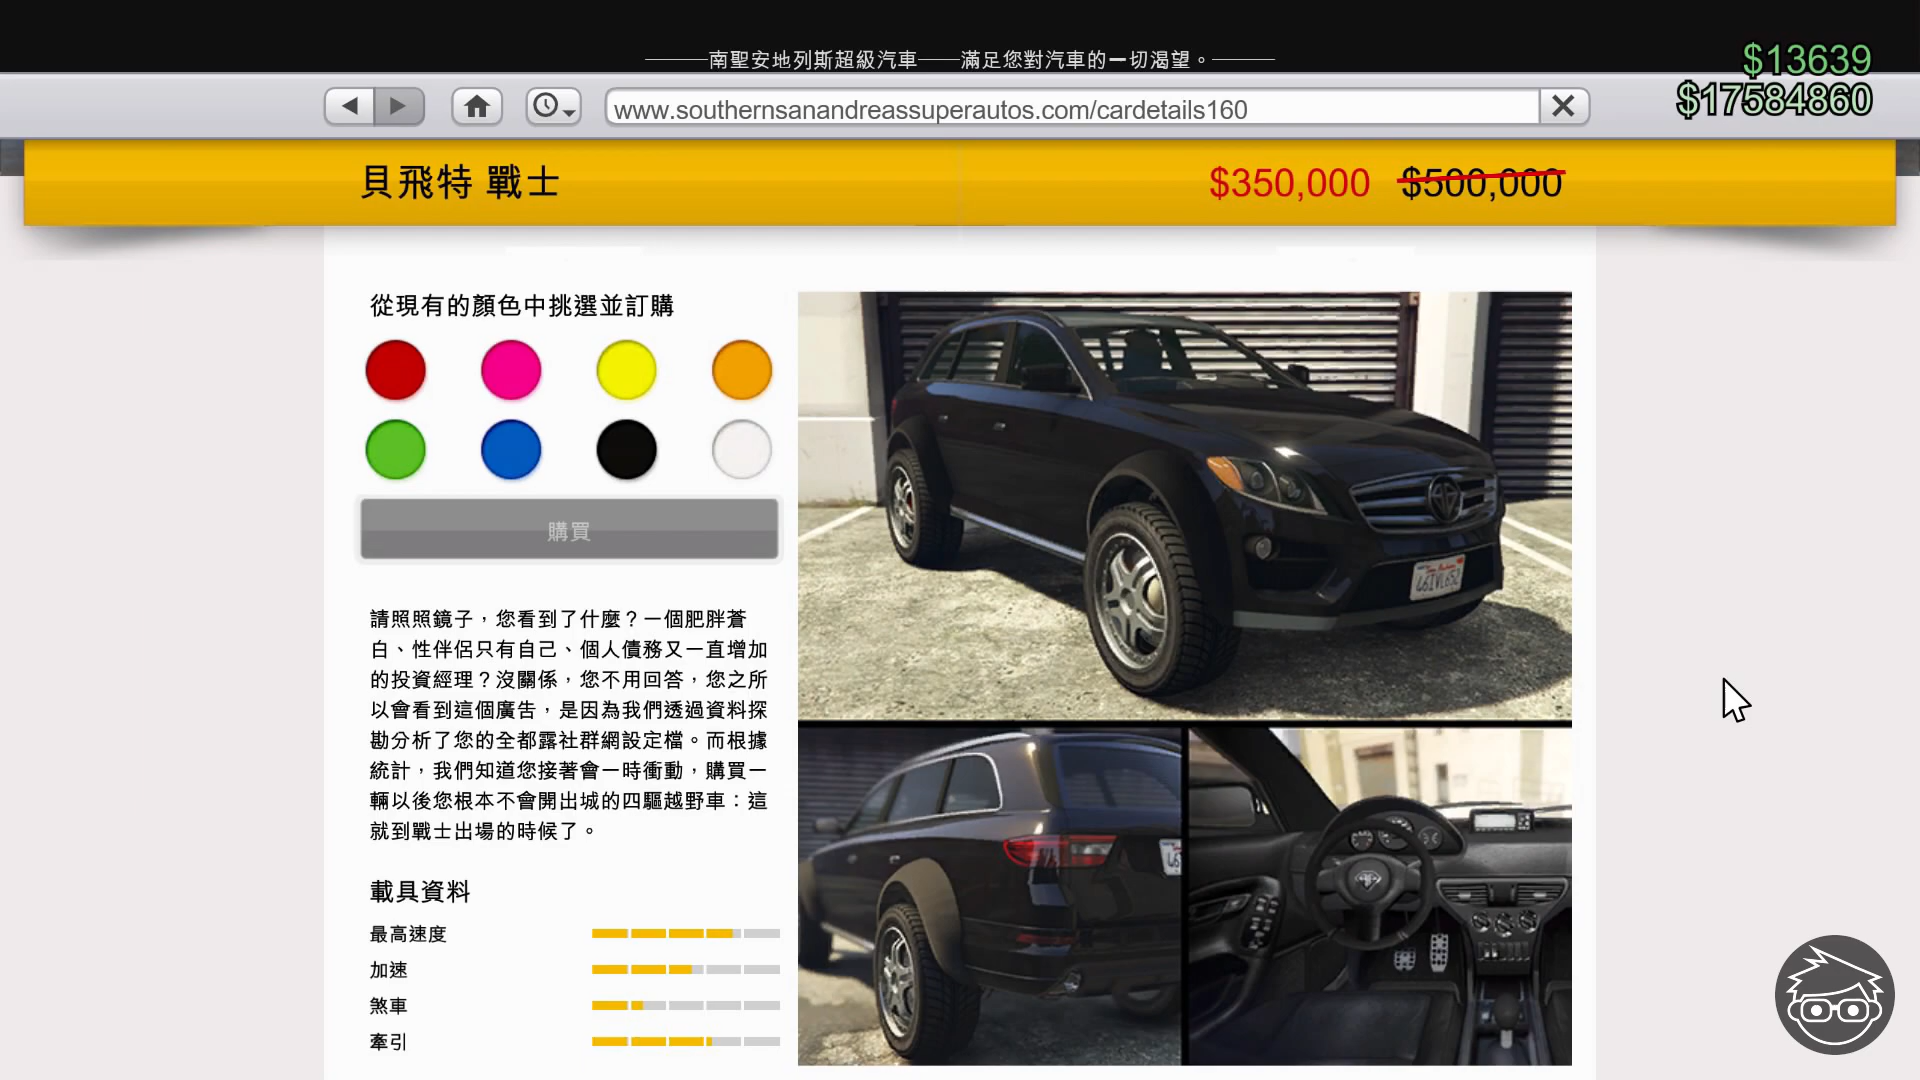 南聖安地列斯超級汽車——滿足您對汽車的一切渴望。
$13639
$17584860
www.southernsanandreassuperautos.com/cardetails160
貝飛特 戰士
$350,000 $500,000
從現有的顏色中挑選並訂購
購買
請照照鏡子，您看到了什麼？一個肥胖蒼
白、性伴侶只有自己、個人債務又一直增加
的投資經理？沒關係，您不用回答，您之所
以會看到這個廣告，是因為我們透過資料探
勘分析了您的全都露社群網設定檔。而根據
統計，我們知道您接著會一時衝動，購買一
輛以後您根本不會開出城的四驅越野車：這
就到戰士出場的時候了。
載具資料
最高速度
加速
煞車
牽引
46IVL652